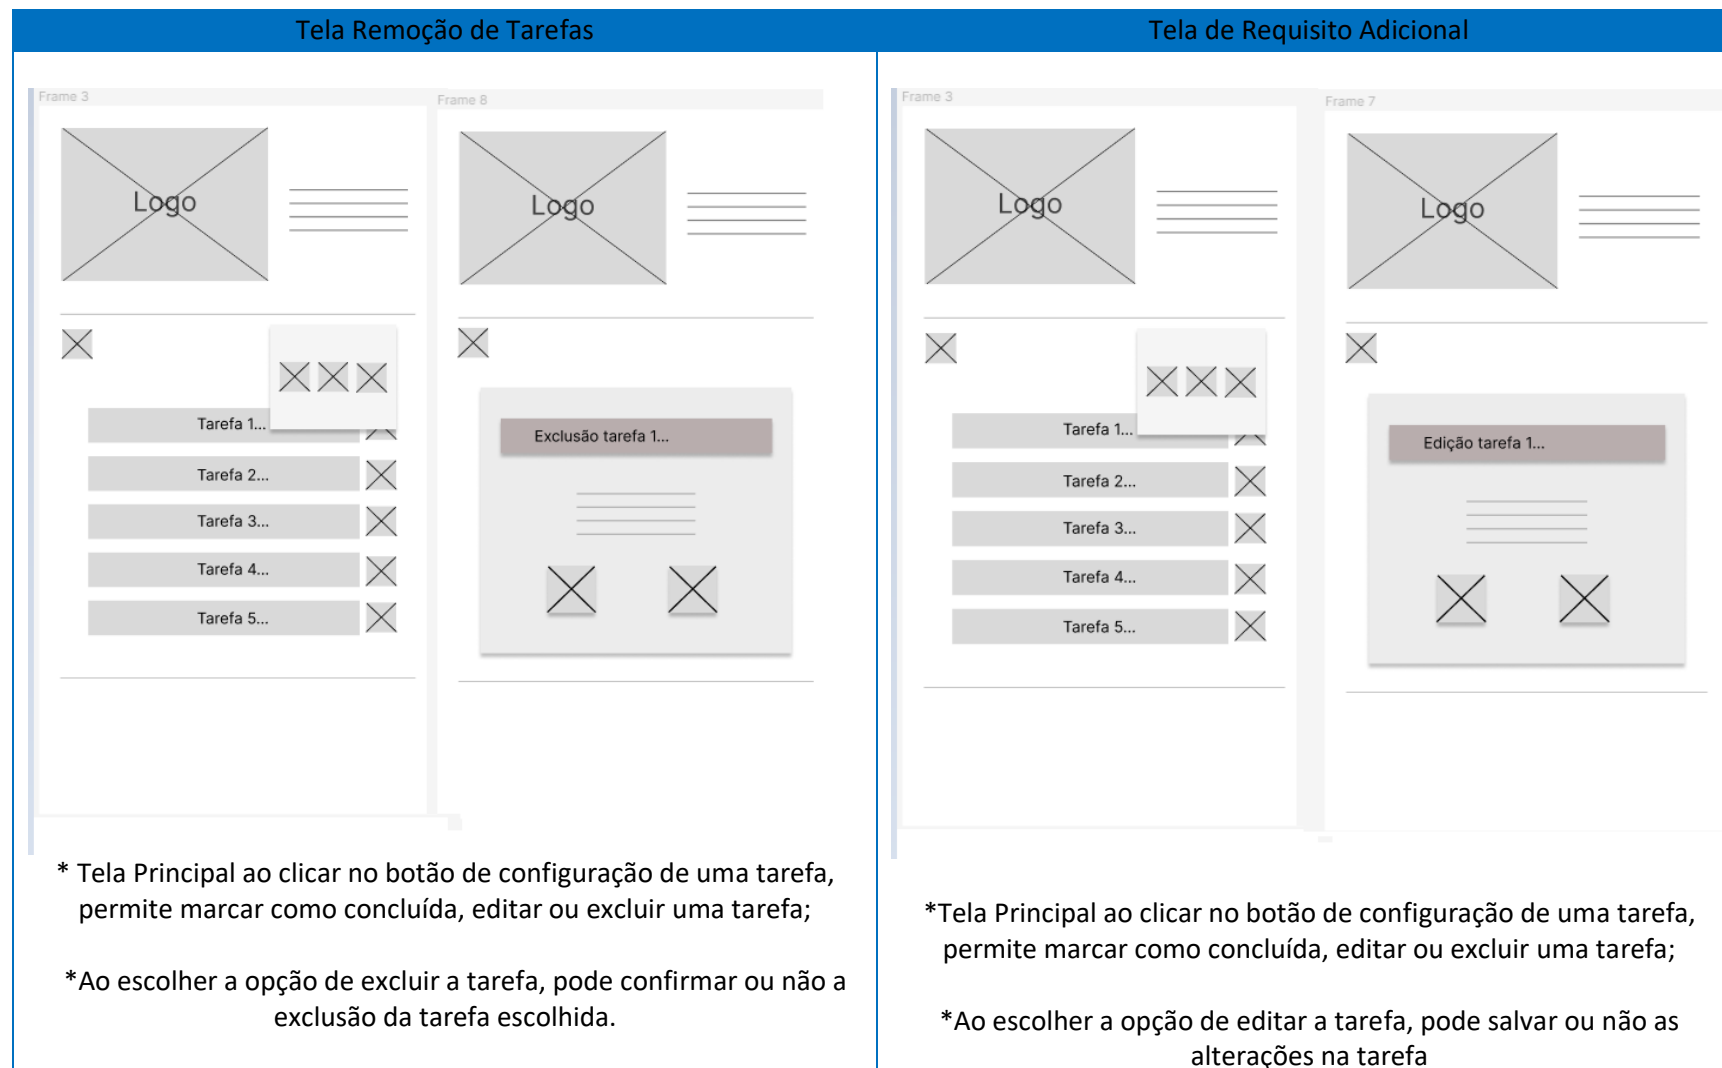 Tela Remoção de Tarefas
Frame 3
Frame 8
Logo
Logo
Tarefa 1...
Tarefa 2...
Tarefa 3...
Tarefa 4...
Tarefa 5...
Exclusão tarefa 1...
* Tela Principal ao clicar no botão de configuração de uma tarefa,
permite marcar como concluída, editar ou excluir uma tarefa;
*Ao escolher a opção de excluir a tarefa, pode confirmar ou não a
exclusão da tarefa escolhida.
Tela de Requisito Adicional
Frame 3
Frame 7
Logo
Logo
Tarefa 1...
Tarefa 2...
Tarefa 3...
Tarefa 4...
Tarefa 5...
Edição tarefa 1...
*Tela Principal ao clicar no botão de configuração de uma tarefa,
permite marcar como concluída, editar ou excluir uma tarefa;
*Ao escolher a opção de editar a tarefa, pode salvar ou não as
alterações na tarefa